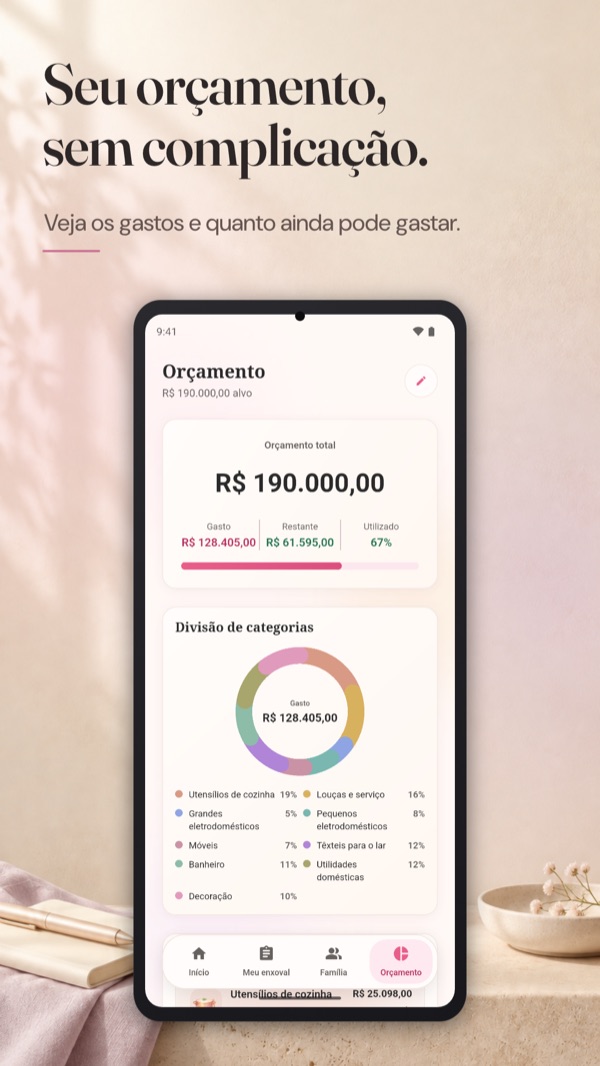 Seu orçamento,
sem complicação.
Veja os gastos e quanto ainda pode gastar.
9:41
Orçamento
R$ 190.000,00 alvo
Orçamento total
R$ 190.000,00
Gasto Restante Utilizado
R$ 128.405,00 R$ 61.595,00 67%
Divisão de categorias
Gasto
R$ 128.405,00
Utensílios de cozinha 19% Louças e serviço 16%
Grandes eletrodomésticos 5% Pequenos eletrodomésticos 8%
Móveis 7% Têxteis para o lar 12%
Banheiro 11% Utilidades domésticas 12%
Decoração 10%
Início Meu enxoval Família Orçamento
Utensílios de cozinha R$ 25.098,00